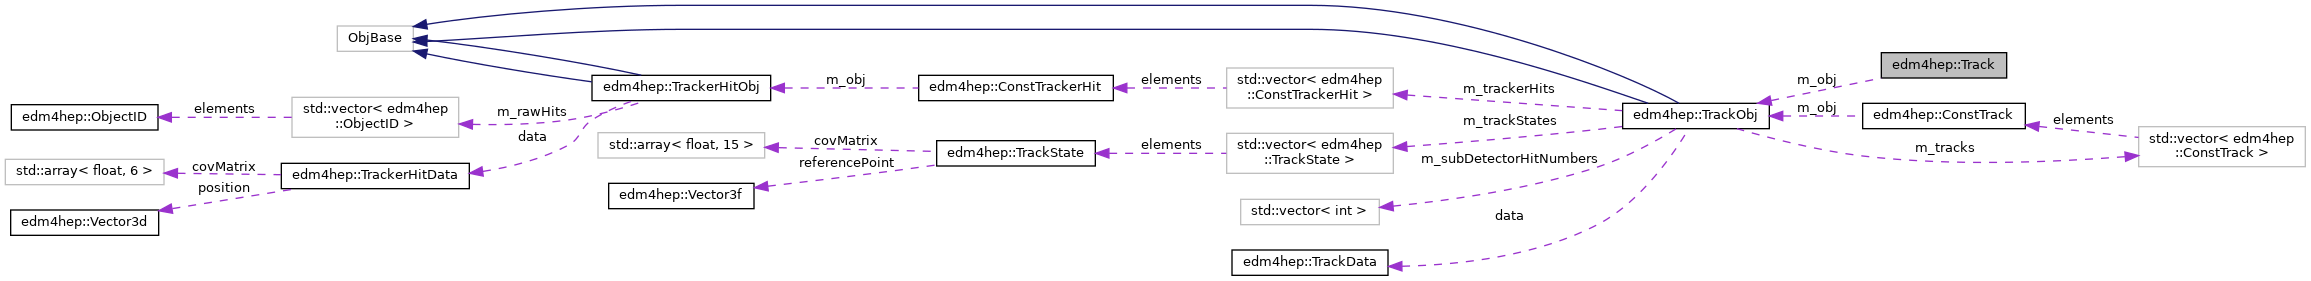 ObjBase
edm4hep::Track
m_obj
edm4hep::TrackerHitObj
m_obj
edm4hep::ConstTrackerHit
elements
std::vector< edm4hep
::ConstTrackerHit >
m_trackerHits
edm4hep::TrackObj
m_obj
edm4hep::ConstTrack
elements
std::vector< edm4hep
::ConstTrack >
m_tracks
edm4hep::ObjectID
elements
std::vector< edm4hep
::ObjectID >
m_rawHits
data
std::array< float, 15 >
covMatrix
referencePoint
edm4hep::TrackState
elements
std::vector< edm4hep
::TrackState >
m_trackStates
m_subDetectorHitNumbers
std::array< float, 6 >
covMatrix
position
edm4hep::TrackerHitData
edm4hep::Vector3f
edm4hep::Vector3d
std::vector< int >
data
edm4hep::TrackData